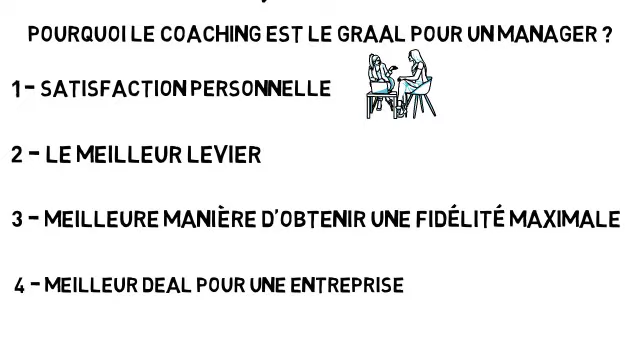 POURQUOI LE COACHING EST LE GRAAL POUR UN MANAGER ?
1- SATISFACTION PERSONNELLE
2 - LE MEILLEUR LEVIER
3 - MEILLEURE MANIÈRE D'OBTENIR UNE FIDÉLITÉ MAXIMALE
4 - MEILLEUR DEAL POUR UNE ENTREPRISE